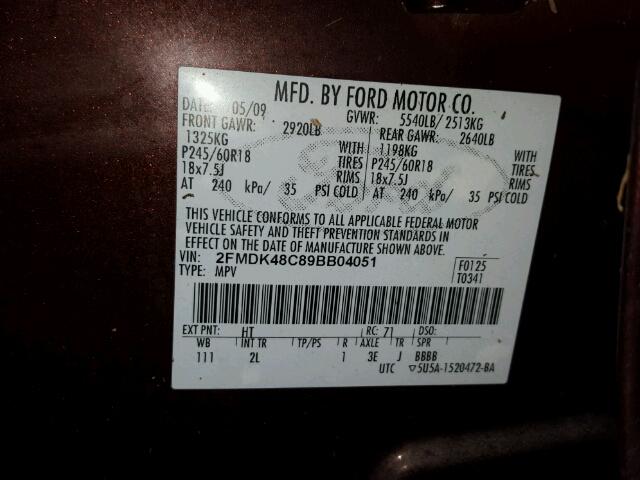 MFD. BY FORD MOTOR CO.
DATE: 05/09 GVWR: 5540LB/ 2513KG
FRONT GAWR: 2920LB REAR GAWR: 2640LB
1325KG WITH 1198KG WITH
P245/60R18 TIRES P245/60R18 TIRES
18x7.5J RIMS 18x7.5J RIMS
AT 240 kPa/ 35 PSI COLD AT 240 kPa/ 35 PSI COLD
THIS VEHICLE CONFORMS TO ALL APPLICABLE FEDERAL MOTOR
VEHICLE SAFETY AND THEFT PREVENTION STANDARDS IN
EFFECT ON THE DATE OF MANUFACTURE SHOWN ABOVE.
VIN: 2FMDK48C89BB04051 F0125
TYPE: MPV T0341
EXT PNT: HT RC: 71 DSO:
WB INT TR TP/PS R AXLE TR SPR
111 2L 1 3E J BBBB
UTC ▽5U5A-1520472-BA